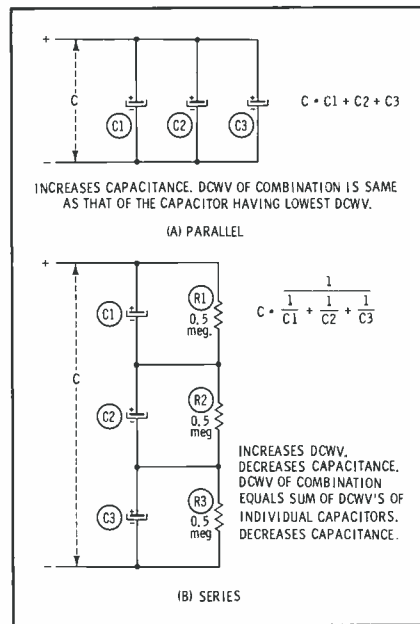 +
C
C1
C2
C3
C = C1 + C2 + C3
−
INCREASES CAPACITANCE. DCWV OF COMBINATION IS SAME
AS THAT OF THE CAPACITOR HAVING LOWEST DCWV.
(A) PARALLEL
+
C
C1
R1
0.5
meg.
C = 1 / (1/C1 + 1/C2 + 1/C3)
C2
R2
0.5
meg
C3
R3
0.5
meg
INCREASES DCWV.
DECREASES CAPACITANCE.
DCWV OF COMBINATION
EQUALS SUM OF DCWV'S OF
INDIVIDUAL CAPACITORS.
DECREASES CAPACITANCE.
−
(B) SERIES